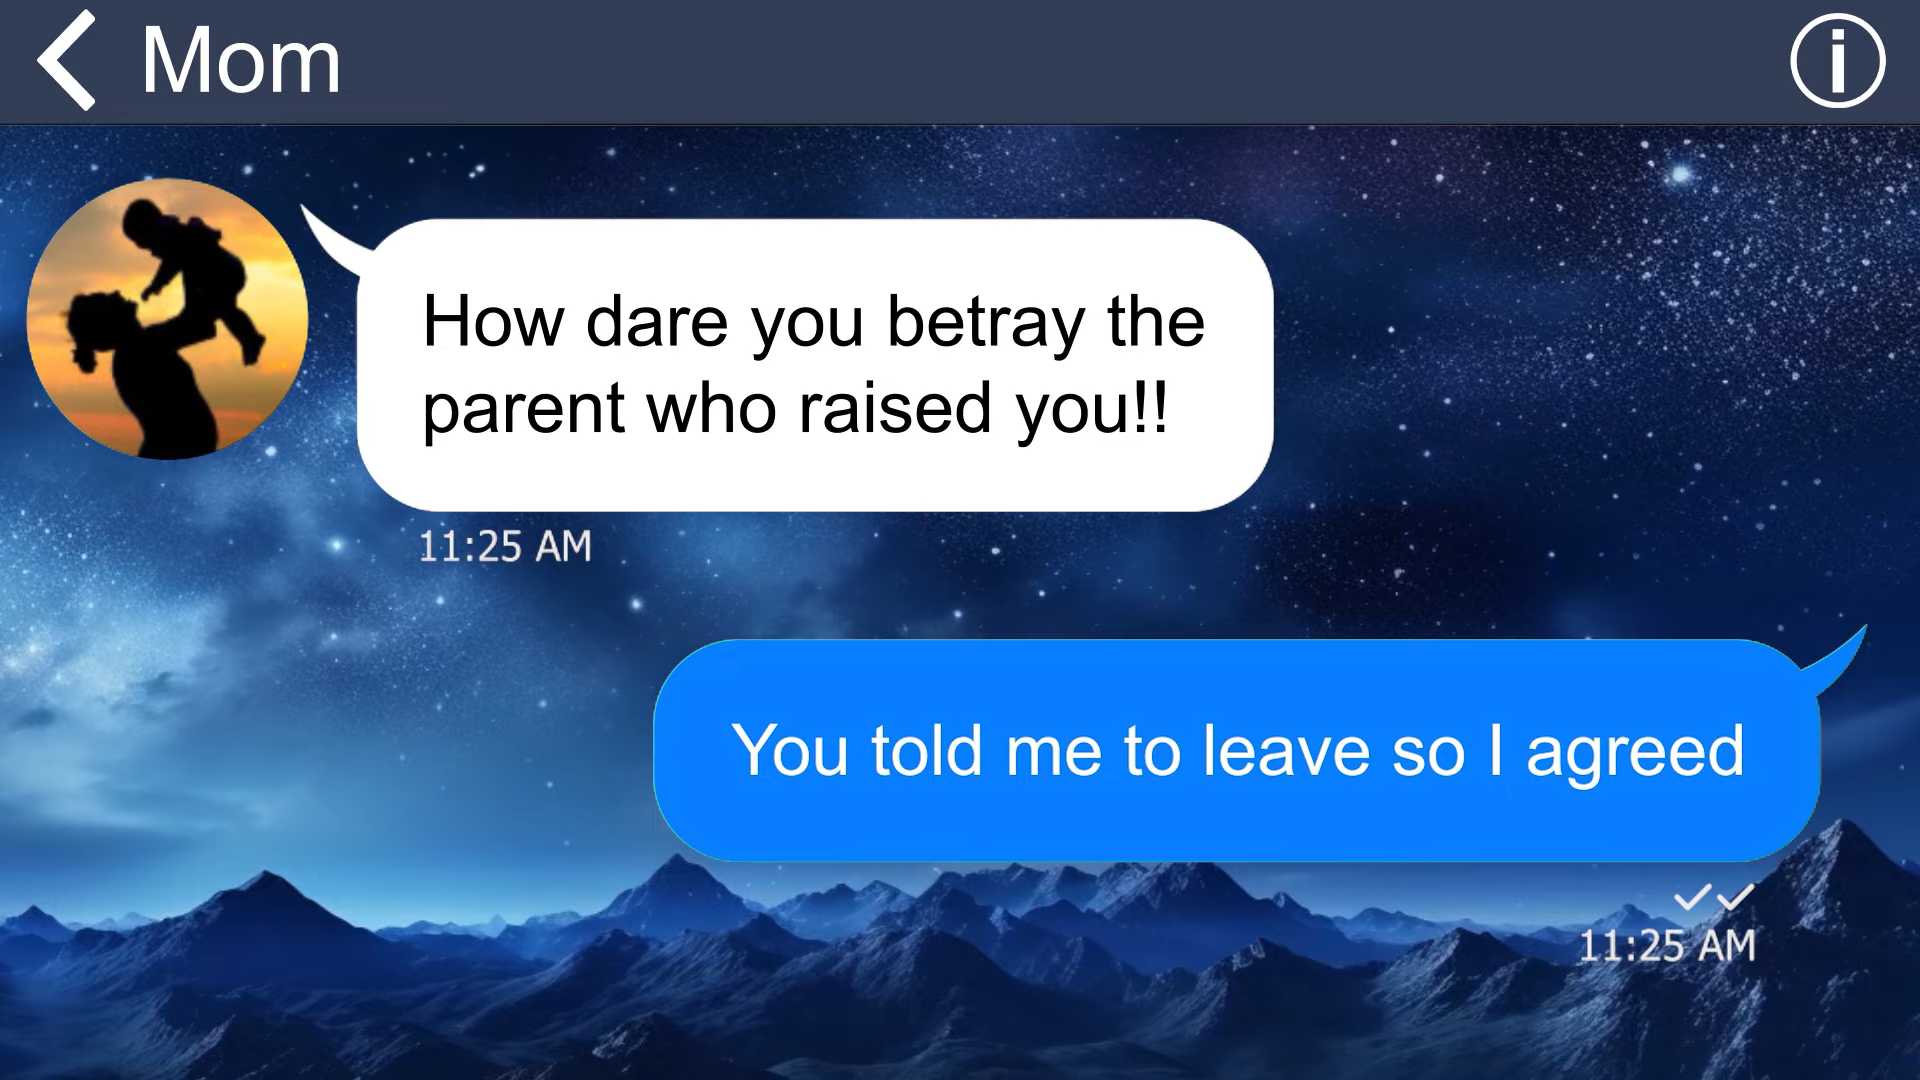 Mom
How dare you betray the
parent who raised you!!
11:25 AM
You told me to leave so I agreed
11:25 AM